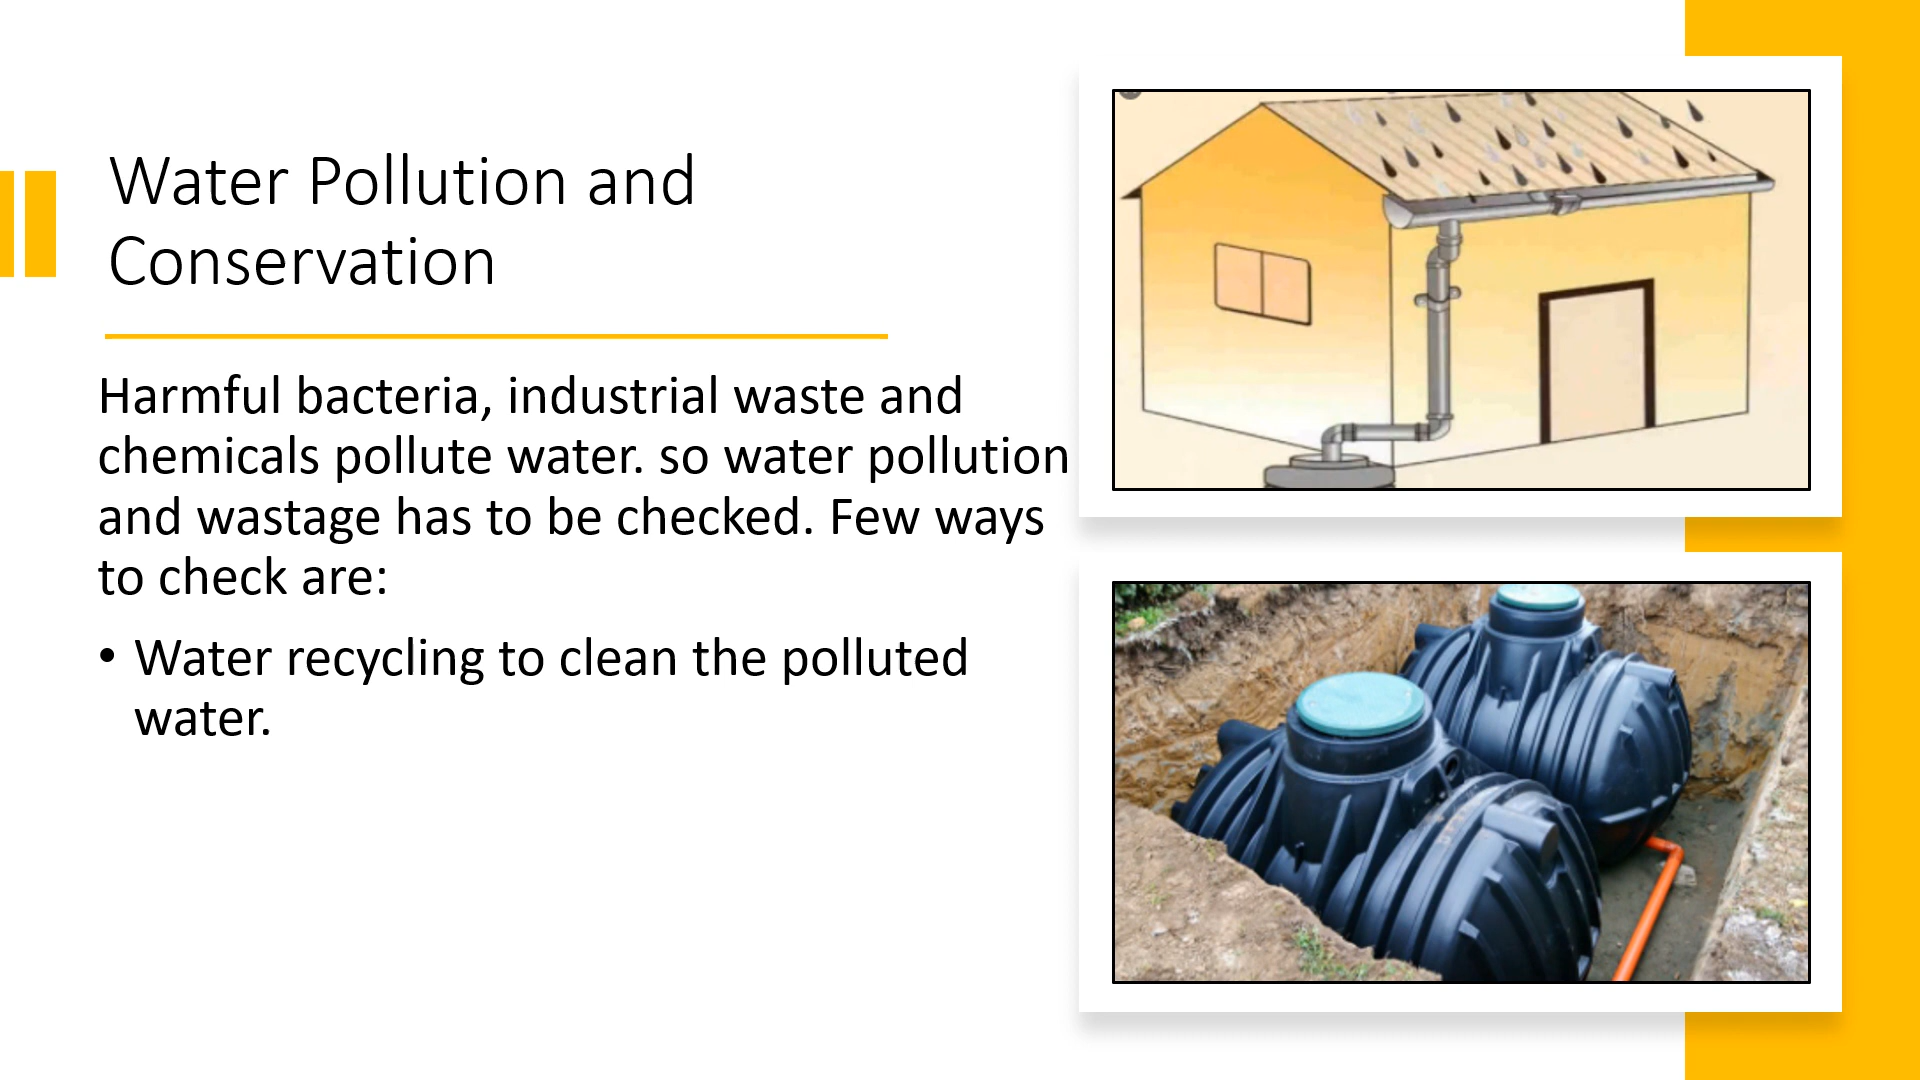 Water Pollution and
Conservation
Harmful bacteria, industrial waste and
chemicals pollute water. so water pollution
and wastage has to be checked. Few ways
to check are:
• Water recycling to clean the polluted
water.